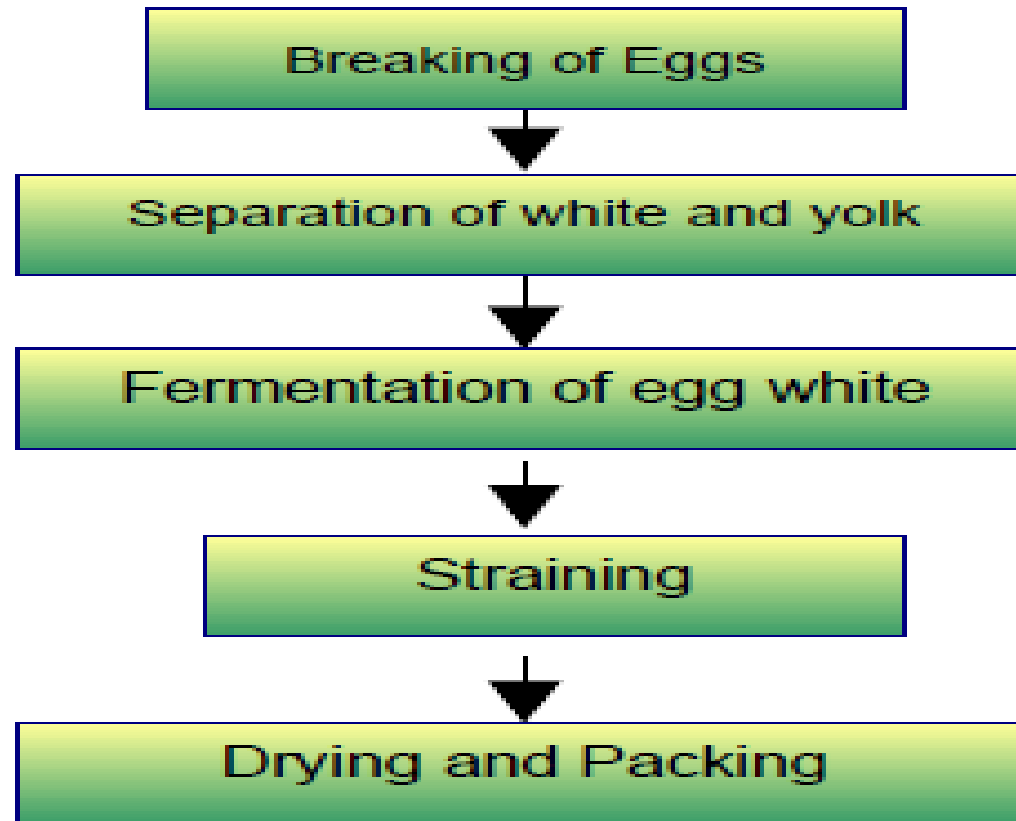 Breaking of Eggs
Separation of white and yolk
Fermentation of egg white
Straining
Drying and Packing